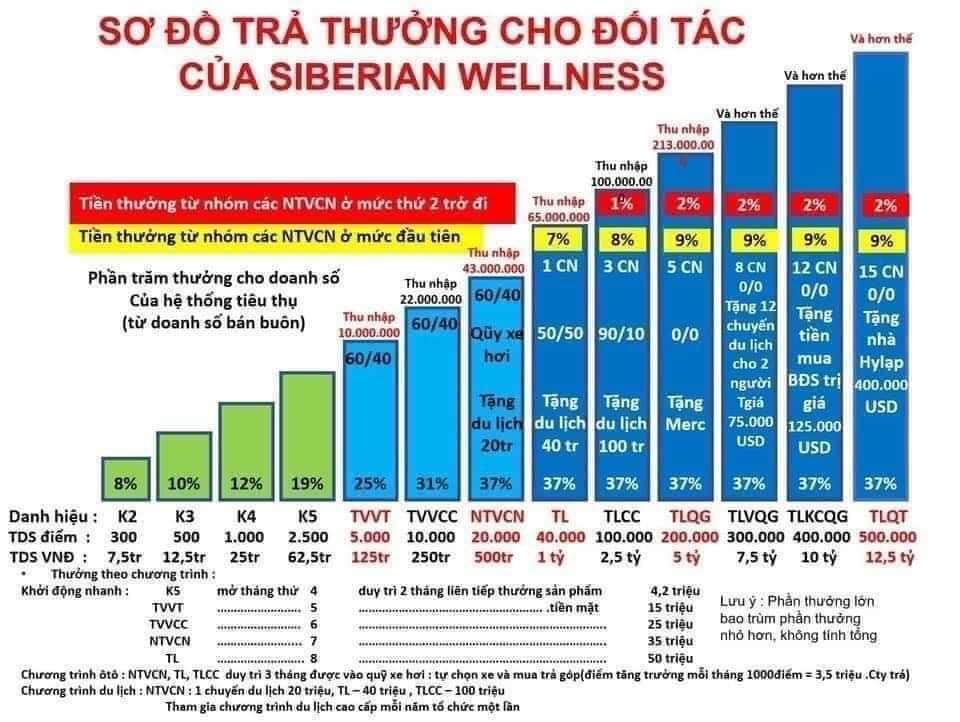 SƠ ĐỒ TRẢ THƯỞNG CHO ĐỐI TÁC
CỦA SIBERIAN WELLNESS
Và hơn thế
Và hơn thế
Và hơn thế
Thu nhập
213.000.00
Thu nhập
100.000.00
Thu nhập
65.000.000
Thu nhập
43.000.000
Thu nhập
22.000.000
Thu nhập
10.000.000
Tiền thưởng từ nhóm các NTVCN ở mức thứ 2 trở đi
1% 2% 2% 2% 2%
Tiền thưởng từ nhóm các NTVCN ở mức đầu tiên
7% 8% 9% 9% 9% 9%
Phần trăm thưởng cho doanh số
Của hệ thống tiêu thụ
(từ doanh số bán buôn)
60/40
60/40
60/40
Qũy xe
hơi
Tặng
du lịch
20tr
1 CN
50/50
Tặng
du lịch
40 tr
3 CN
90/10
Tặng
du lịch
100 tr
5 CN
0/0
Tặng
Merc
8 CN
0/0
Tặng 12
chuyến
du lịch
cho 2
người
Tgiá
75.000
USD
12 CN
0/0
Tặng
tiền
mua
BĐS trị
giá
125.000
USD
15 CN
0/0
Tặng
nhà
Hylạp
400.000
USD
8% 10% 12% 19% 25% 31% 37% 37% 37% 37% 37% 37% 37%
Danh hiệu : K2 K3 K4 K5 TVVT TVVCC NTVCN TL TLCC TLQG TLVQG TLKCQG TLQT
TDS điểm : 300 500 1.000 2.500 5.000 10.000 20.000 40.000 100.000 200.000 300.000 400.000 500.000
TDS VNĐ : 7,5tr 12,5tr 25tr 62,5tr 125tr 250tr 500tr 1 tỷ 2,5 tỷ 5 tỷ 7,5 tỷ 10 tỷ 12,5 tỷ
• Thưởng theo chương trình :
Khởi động nhanh : K5 mở tháng thứ 4 duy trì 2 tháng liên tiếp thưởng sản phẩm 4,2 triệu
TVVT ........................ 5 ..................................................... .tiền mặt 15 triệu
TVVCC ........................ 6 ....................................................................... 25 triệu
NTVCN ........................ 7 ....................................................................... 35 triệu
TL ........................ 8 ....................................................................... 50 triệu
Lưu ý : Phần thưởng lớn
bao trùm phần thưởng
nhỏ hơn, không tính tổng
Chương trình ôtô : NTVCN, TL, TLCC duy trì 3 tháng được vào quỹ xe hơi : tự chọn xe và mua trả góp(điểm tăng trưởng mỗi tháng 1000điểm = 3,5 triệu .Cty trả)
Chương trình du lịch : NTVCN : 1 chuyến du lịch 20 triệu, TL – 40 triệu , TLCC – 100 triệu
Tham gia chương trình du lịch cao cấp mỗi năm tổ chức một lần